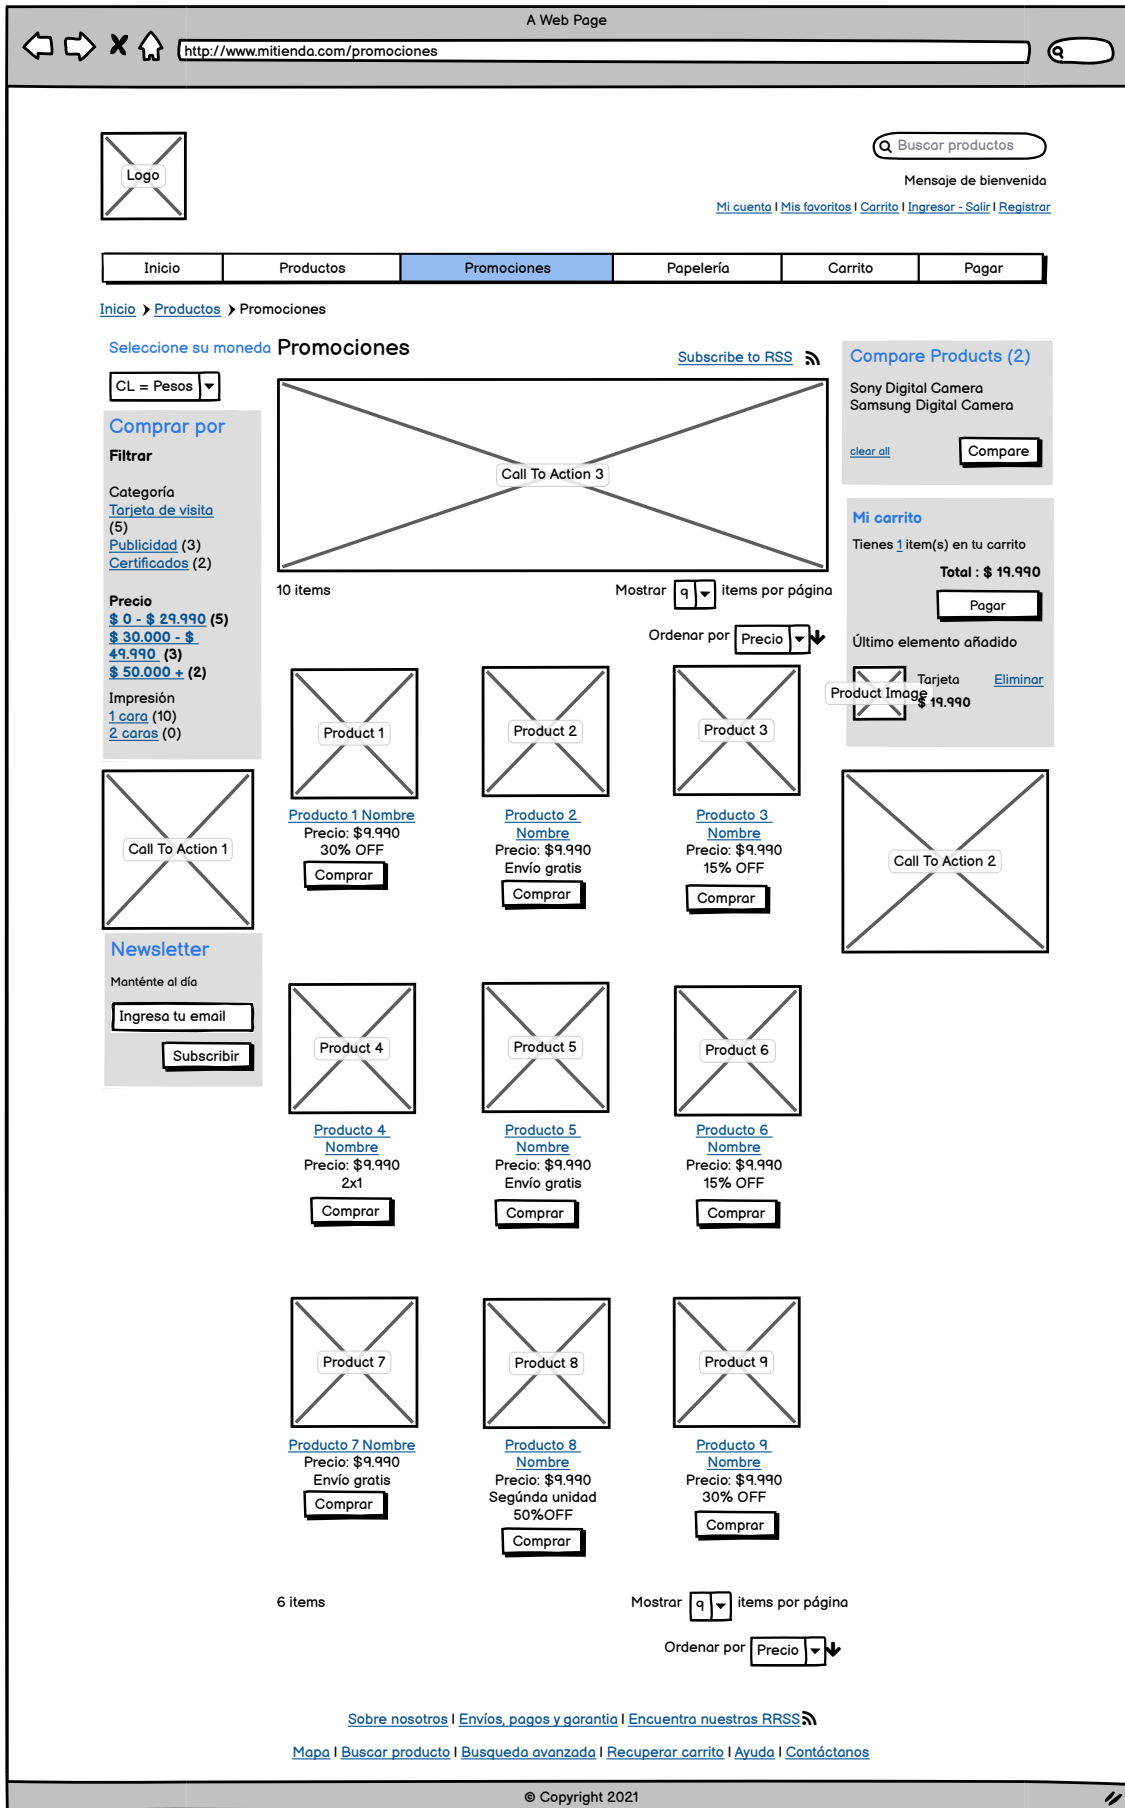 A Web Page
http://www.mitienda.com/promociones
Logo
Buscar productos
Mensaje de bienvenida
Mi cuenta | Mis favoritos | Carrito | Ingresar - Salir | Registrar
Inicio Productos Promociones Papelería Carrito Pagar
Inicio Productos Promociones
Seleccione su moneda
CL = Pesos
Comprar por
Filtrar
Categoría
Tarjeta de visita
(5)
Publicidad (3)
Certificados (2)
Precio
$ 0 - $ 29.990 (5)
$ 30.000 - $
49.990 (3)
$ 50.000 + (2)
Impresión
1 cara (10)
2 caras (0)
Call To Action 1
Newsletter
Manténte al día
Ingresa tu email
Subscribir
Promociones
Subscribe to RSS
Call To Action 3
10 items
Mostrar 9 items por página
Ordenar por Precio
Product 1
Producto 1 Nombre
Precio: $9.990
30% OFF
Comprar
Product 2
Producto 2
Nombre
Precio: $9.990
Envío gratis
Comprar
Product 3
Producto 3
Nombre
Precio: $9.990
15% OFF
Comprar
Product 4
Producto 4
Nombre
Precio: $9.990
2x1
Comprar
Product 5
Producto 5
Nombre
Precio: $9.990
Envío gratis
Comprar
Product 6
Producto 6
Nombre
Precio: $9.990
15% OFF
Comprar
Product 7
Producto 7 Nombre
Precio: $9.990
Envío gratis
Comprar
Product 8
Producto 8
Nombre
Precio: $9.990
Segúnda unidad
50%OFF
Comprar
Product 9
Producto 9
Nombre
Precio: $9.990
30% OFF
Comprar
6 items
Mostrar 9 items por página
Ordenar por Precio
Compare Products (2)
Sony Digital Camera
Samsung Digital Camera
clear all
Compare
Mi carrito
Tienes 1 item(s) en tu carrito
Total : $ 19.990
Pagar
Último elemento añadido
Product Image
Tarjeta
Eliminar
$ 19.990
Call To Action 2
Sobre nosotros | Envíos, pagos y garantia | Encuentra nuestras RRSS
Mapa | Buscar producto | Busqueda avanzada | Recuperar carrito | Ayuda | Contáctanos
© Copyright 2021